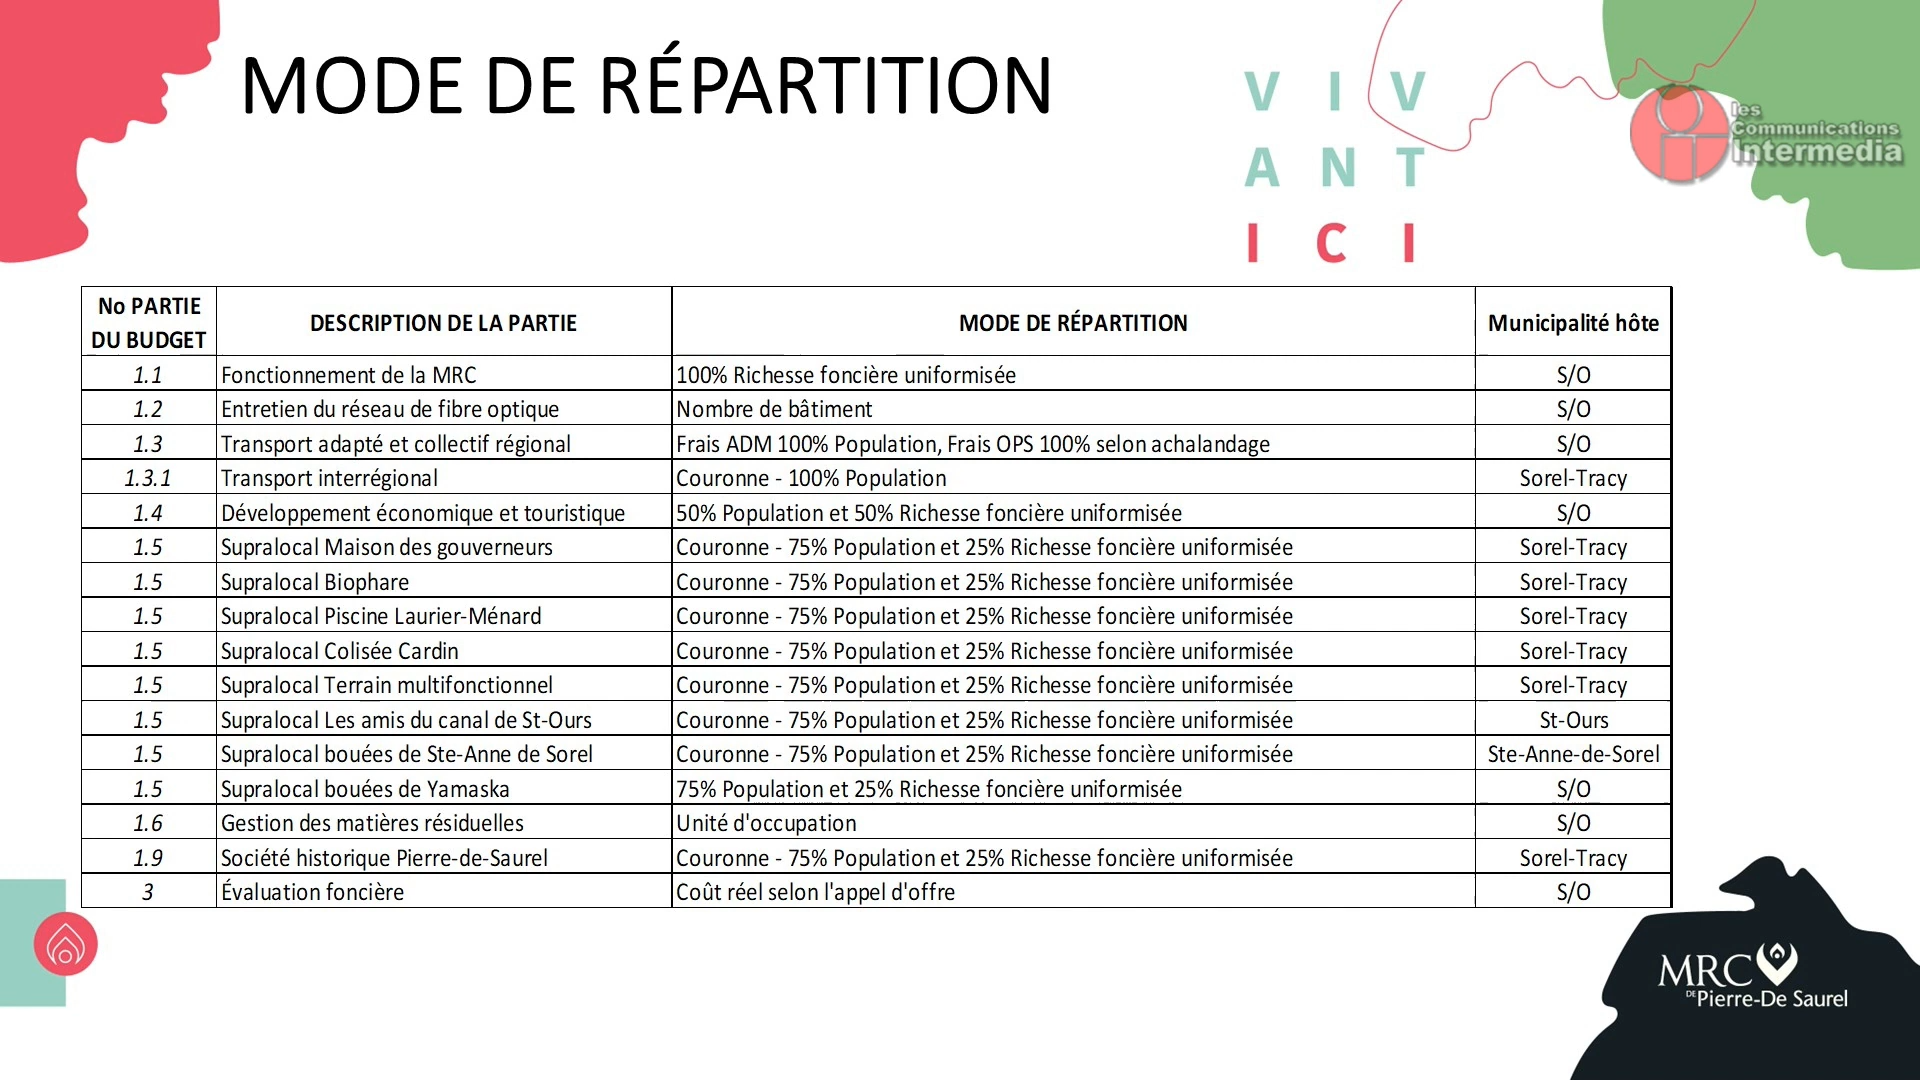 MODE DE RÉPARTITION
V I V
A N T
I C I
les
Communications
intermedia
No PARTIE DU BUDGET | DESCRIPTION DE LA PARTIE | MODE DE RÉPARTITION | Municipalité hôte
1.1 | Fonctionnement de la MRC | 100% Richesse foncière uniformisée | S/O
1.2 | Entretien du réseau de fibre optique | Nombre de bâtiment | S/O
1.3 | Transport adapté et collectif régional | Frais ADM 100% Population, Frais OPS 100% selon achalandage | S/O
1.3.1 | Transport interrégional | Couronne - 100% Population | Sorel-Tracy
1.4 | Développement économique et touristique | 50% Population et 50% Richesse foncière uniformisée | S/O
1.5 | Supralocal Maison des gouverneurs | Couronne - 75% Population et 25% Richesse foncière uniformisée | Sorel-Tracy
1.5 | Supralocal Biophare | Couronne - 75% Population et 25% Richesse foncière uniformisée | Sorel-Tracy
1.5 | Supralocal Piscine Laurier-Ménard | Couronne - 75% Population et 25% Richesse foncière uniformisée | Sorel-Tracy
1.5 | Supralocal Colisée Cardin | Couronne - 75% Population et 25% Richesse foncière uniformisée | Sorel-Tracy
1.5 | Supralocal Terrain multifonctionnel | Couronne - 75% Population et 25% Richesse foncière uniformisée | Sorel-Tracy
1.5 | Supralocal Les amis du canal de St-Ours | Couronne - 75% Population et 25% Richesse foncière uniformisée | St-Ours
1.5 | Supralocal bouées de Ste-Anne de Sorel | Couronne - 75% Population et 25% Richesse foncière uniformisée | Ste-Anne-de-Sorel
1.5 | Supralocal bouées de Yamaska | 75% Population et 25% Richesse foncière uniformisée | S/O
1.6 | Gestion des matières résiduelles | Unité d'occupation | S/O
1.9 | Société historique Pierre-de-Saurel | Couronne - 75% Population et 25% Richesse foncière uniformisée | Sorel-Tracy
3 | Évaluation foncière | Coût réel selon l'appel d'offre | S/O
MRC
DE Pierre-De Saurel